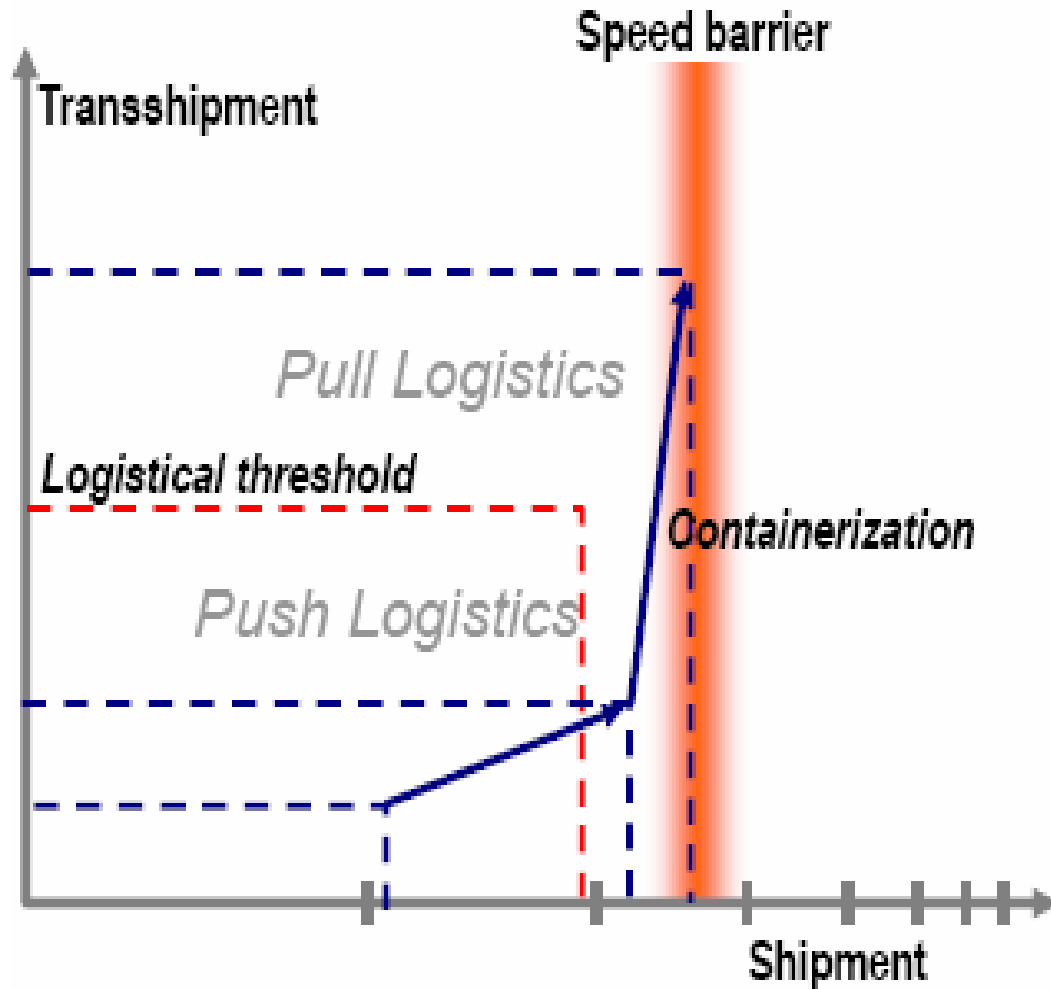 Speed barrier
Transshipment
Pull Logistics
Logistical threshold
Containerization
Push Logistics
Shipment